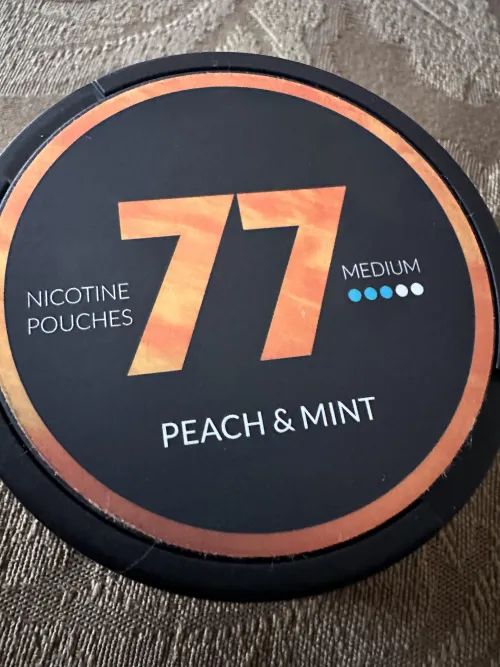 77
NICOTINE
POUCHES
MEDIUM
PEACH & MINT